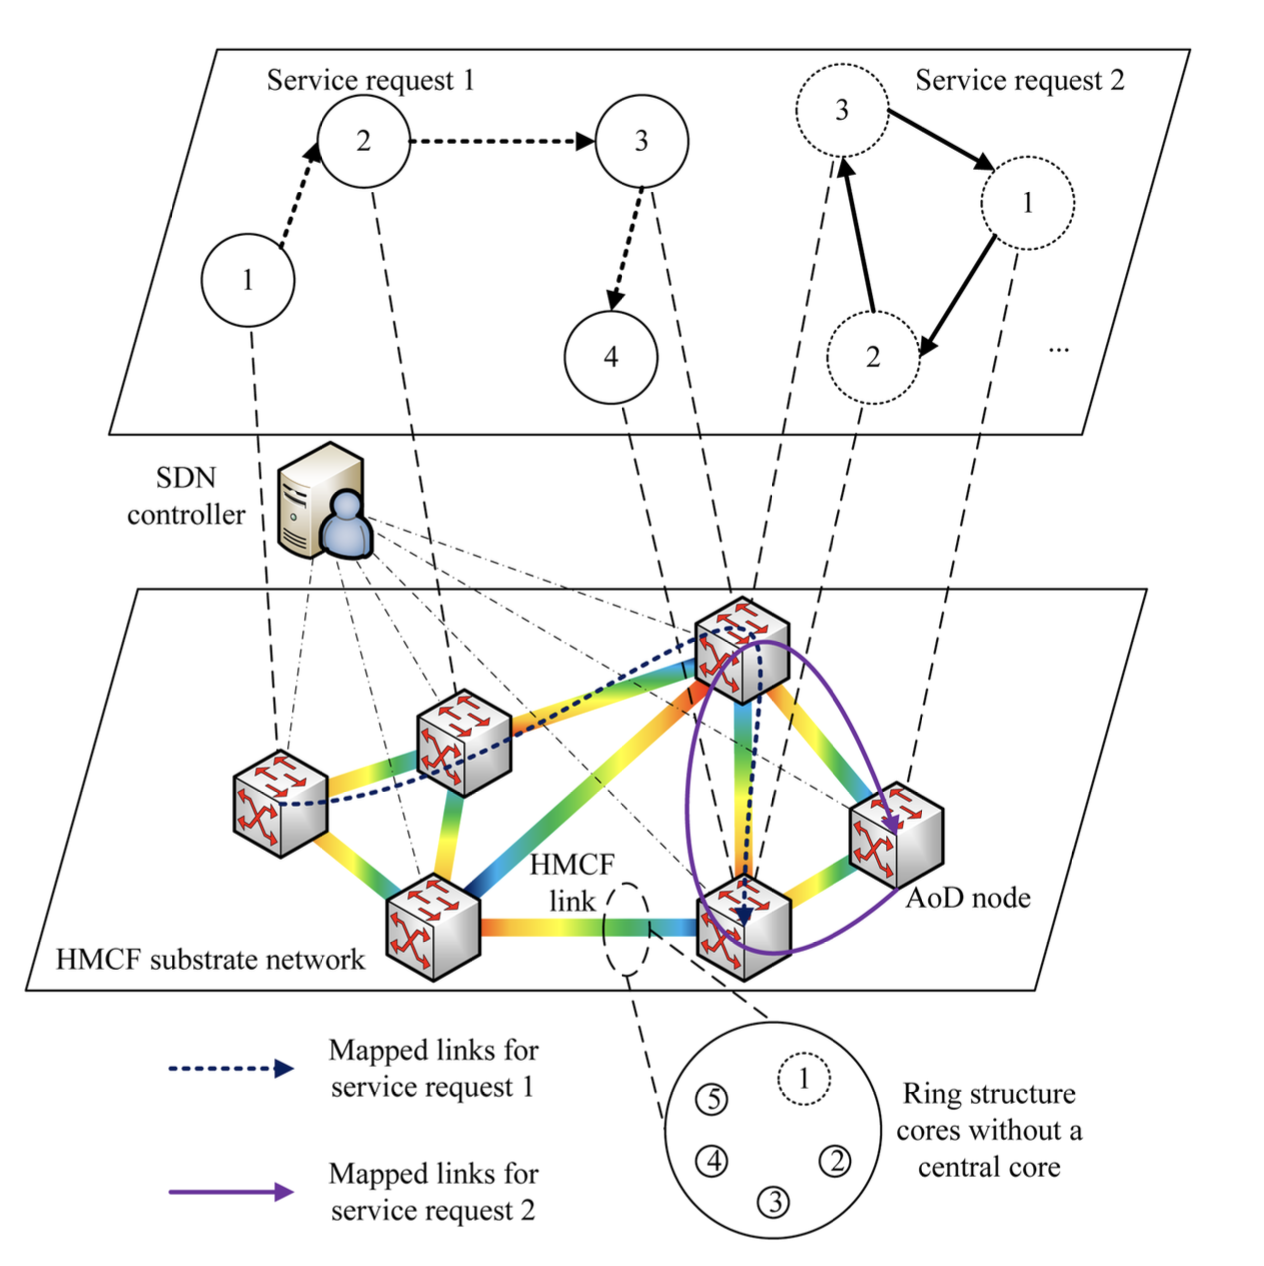 Service request 1
Service request 2
2
3
3
1
1
4
2
...
SDN
controller
HMCF
link
AoD node
HMCF substrate network
Mapped links for
service request 1
Mapped links for
service request 2
1
5
4
2
3
Ring structure
cores without a
central core